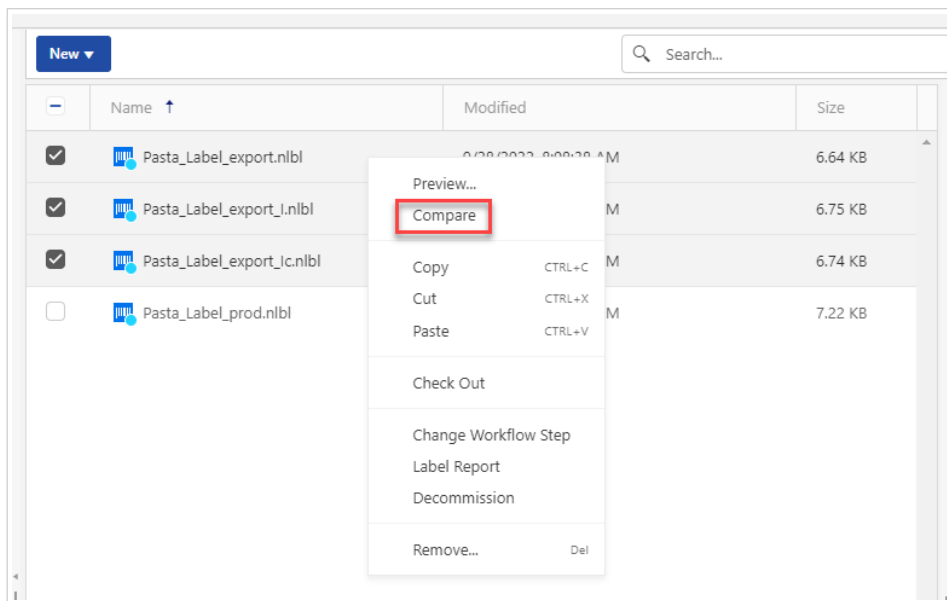 New
Search...
Name Modified Size
Pasta_Label_export.nlbl 6.64 KB
Preview...
Pasta_Label_export_I.nlbl M 6.75 KB
Compare
Pasta_Label_export_Ic.nlbl M 6.74 KB
Copy CTRL+C
Cut CTRL+X
Pasta_Label_prod.nlbl M 7.22 KB
Paste CTRL+V
Check Out
Change Workflow Step
Label Report
Decommission
Remove... Del